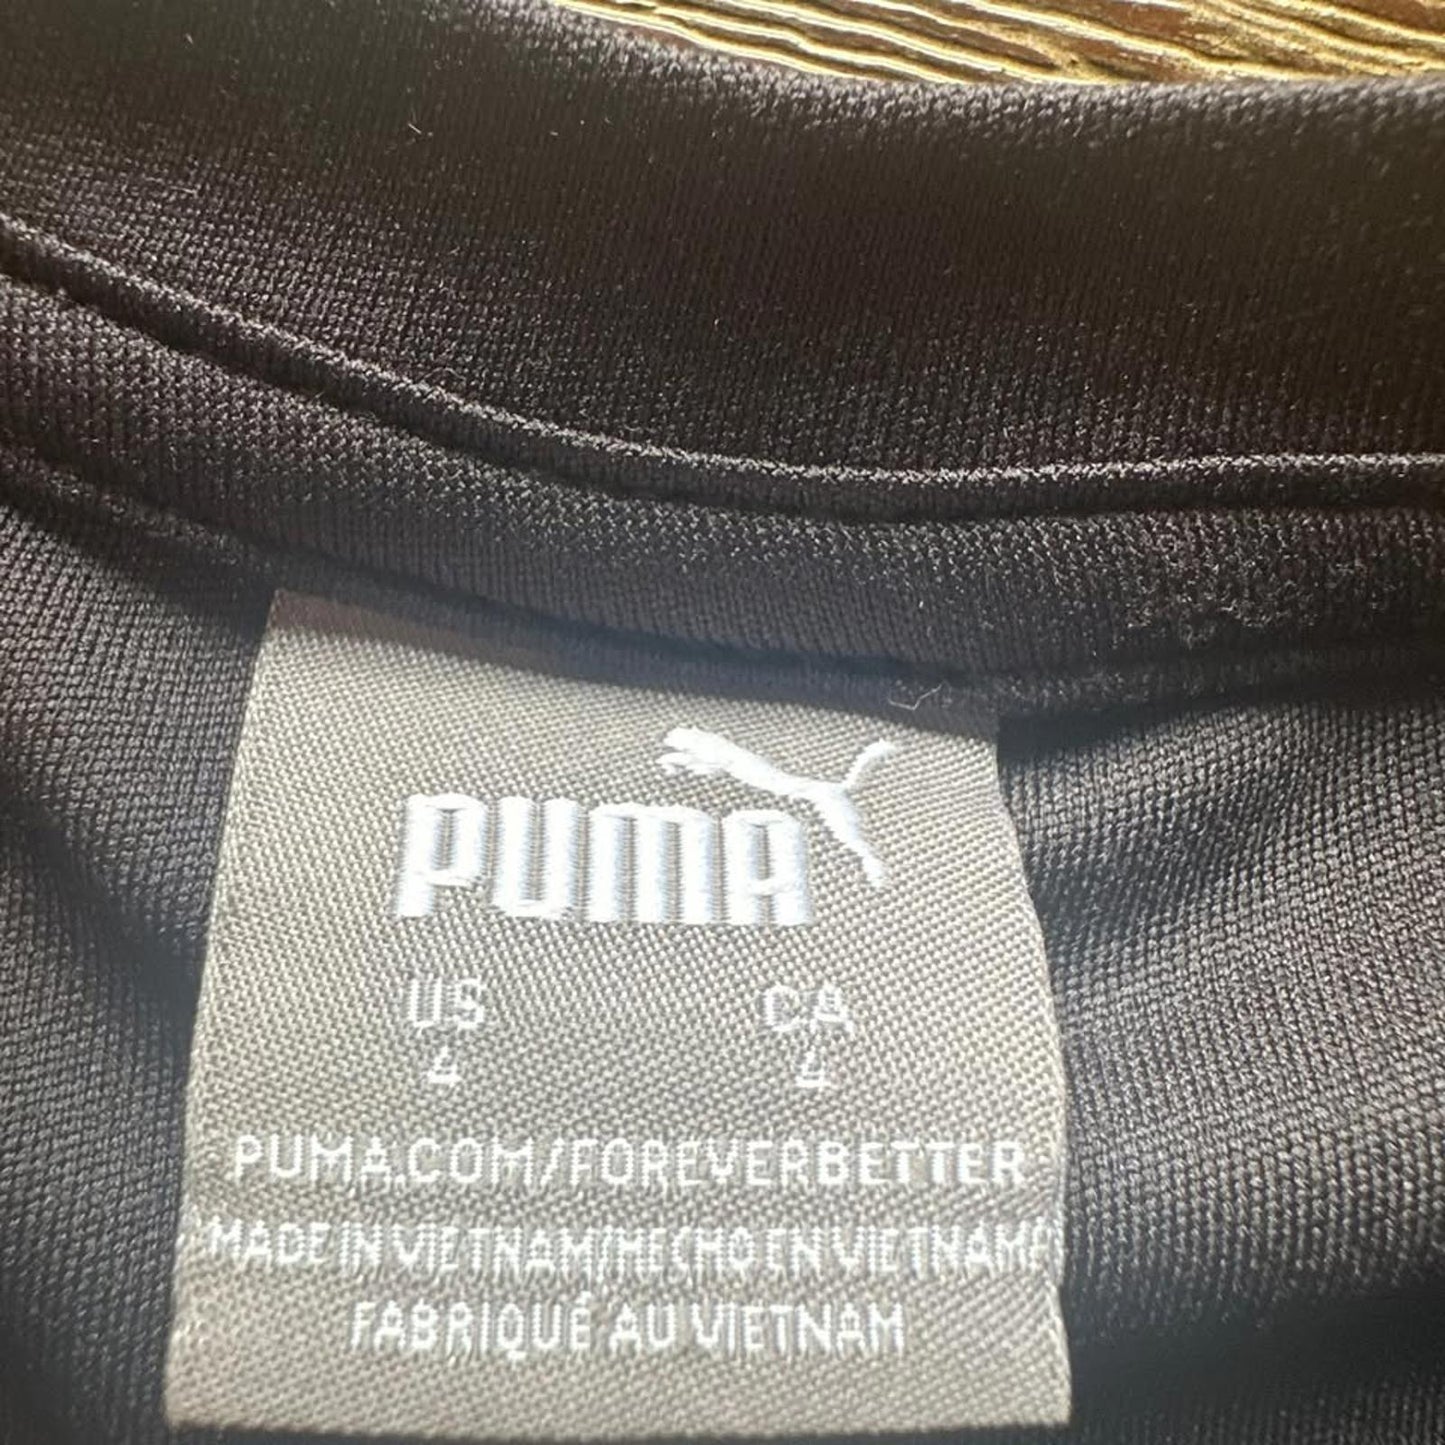 PUMA
US CA
4 4
PUMA.COM/FOREVERBETTER
MADE IN VIETNAM/HECHO EN VIETNAM/
FABRIQUÉ AU VIETNAM